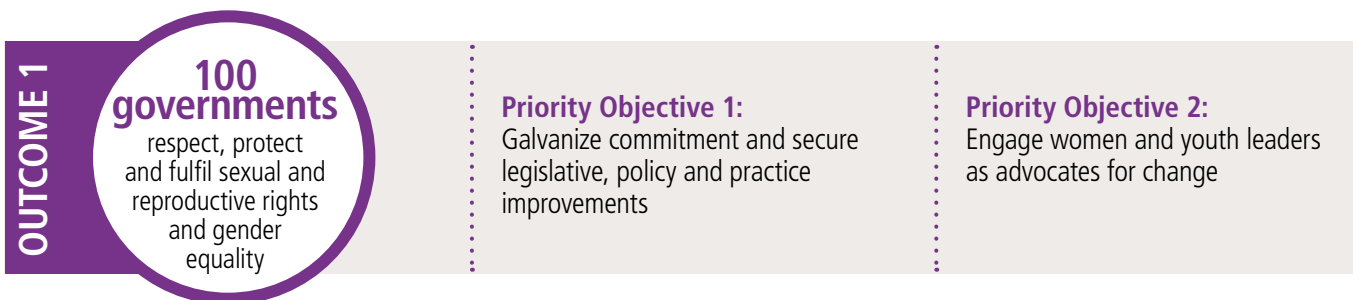 OUTCOME 1
100
governments
respect, protect
and fulfil sexual and
reproductive rights
and gender
equality
Priority Objective 1:
Galvanize commitment and secure
legislative, policy and practice
improvements
Priority Objective 2:
Engage women and youth leaders
as advocates for change